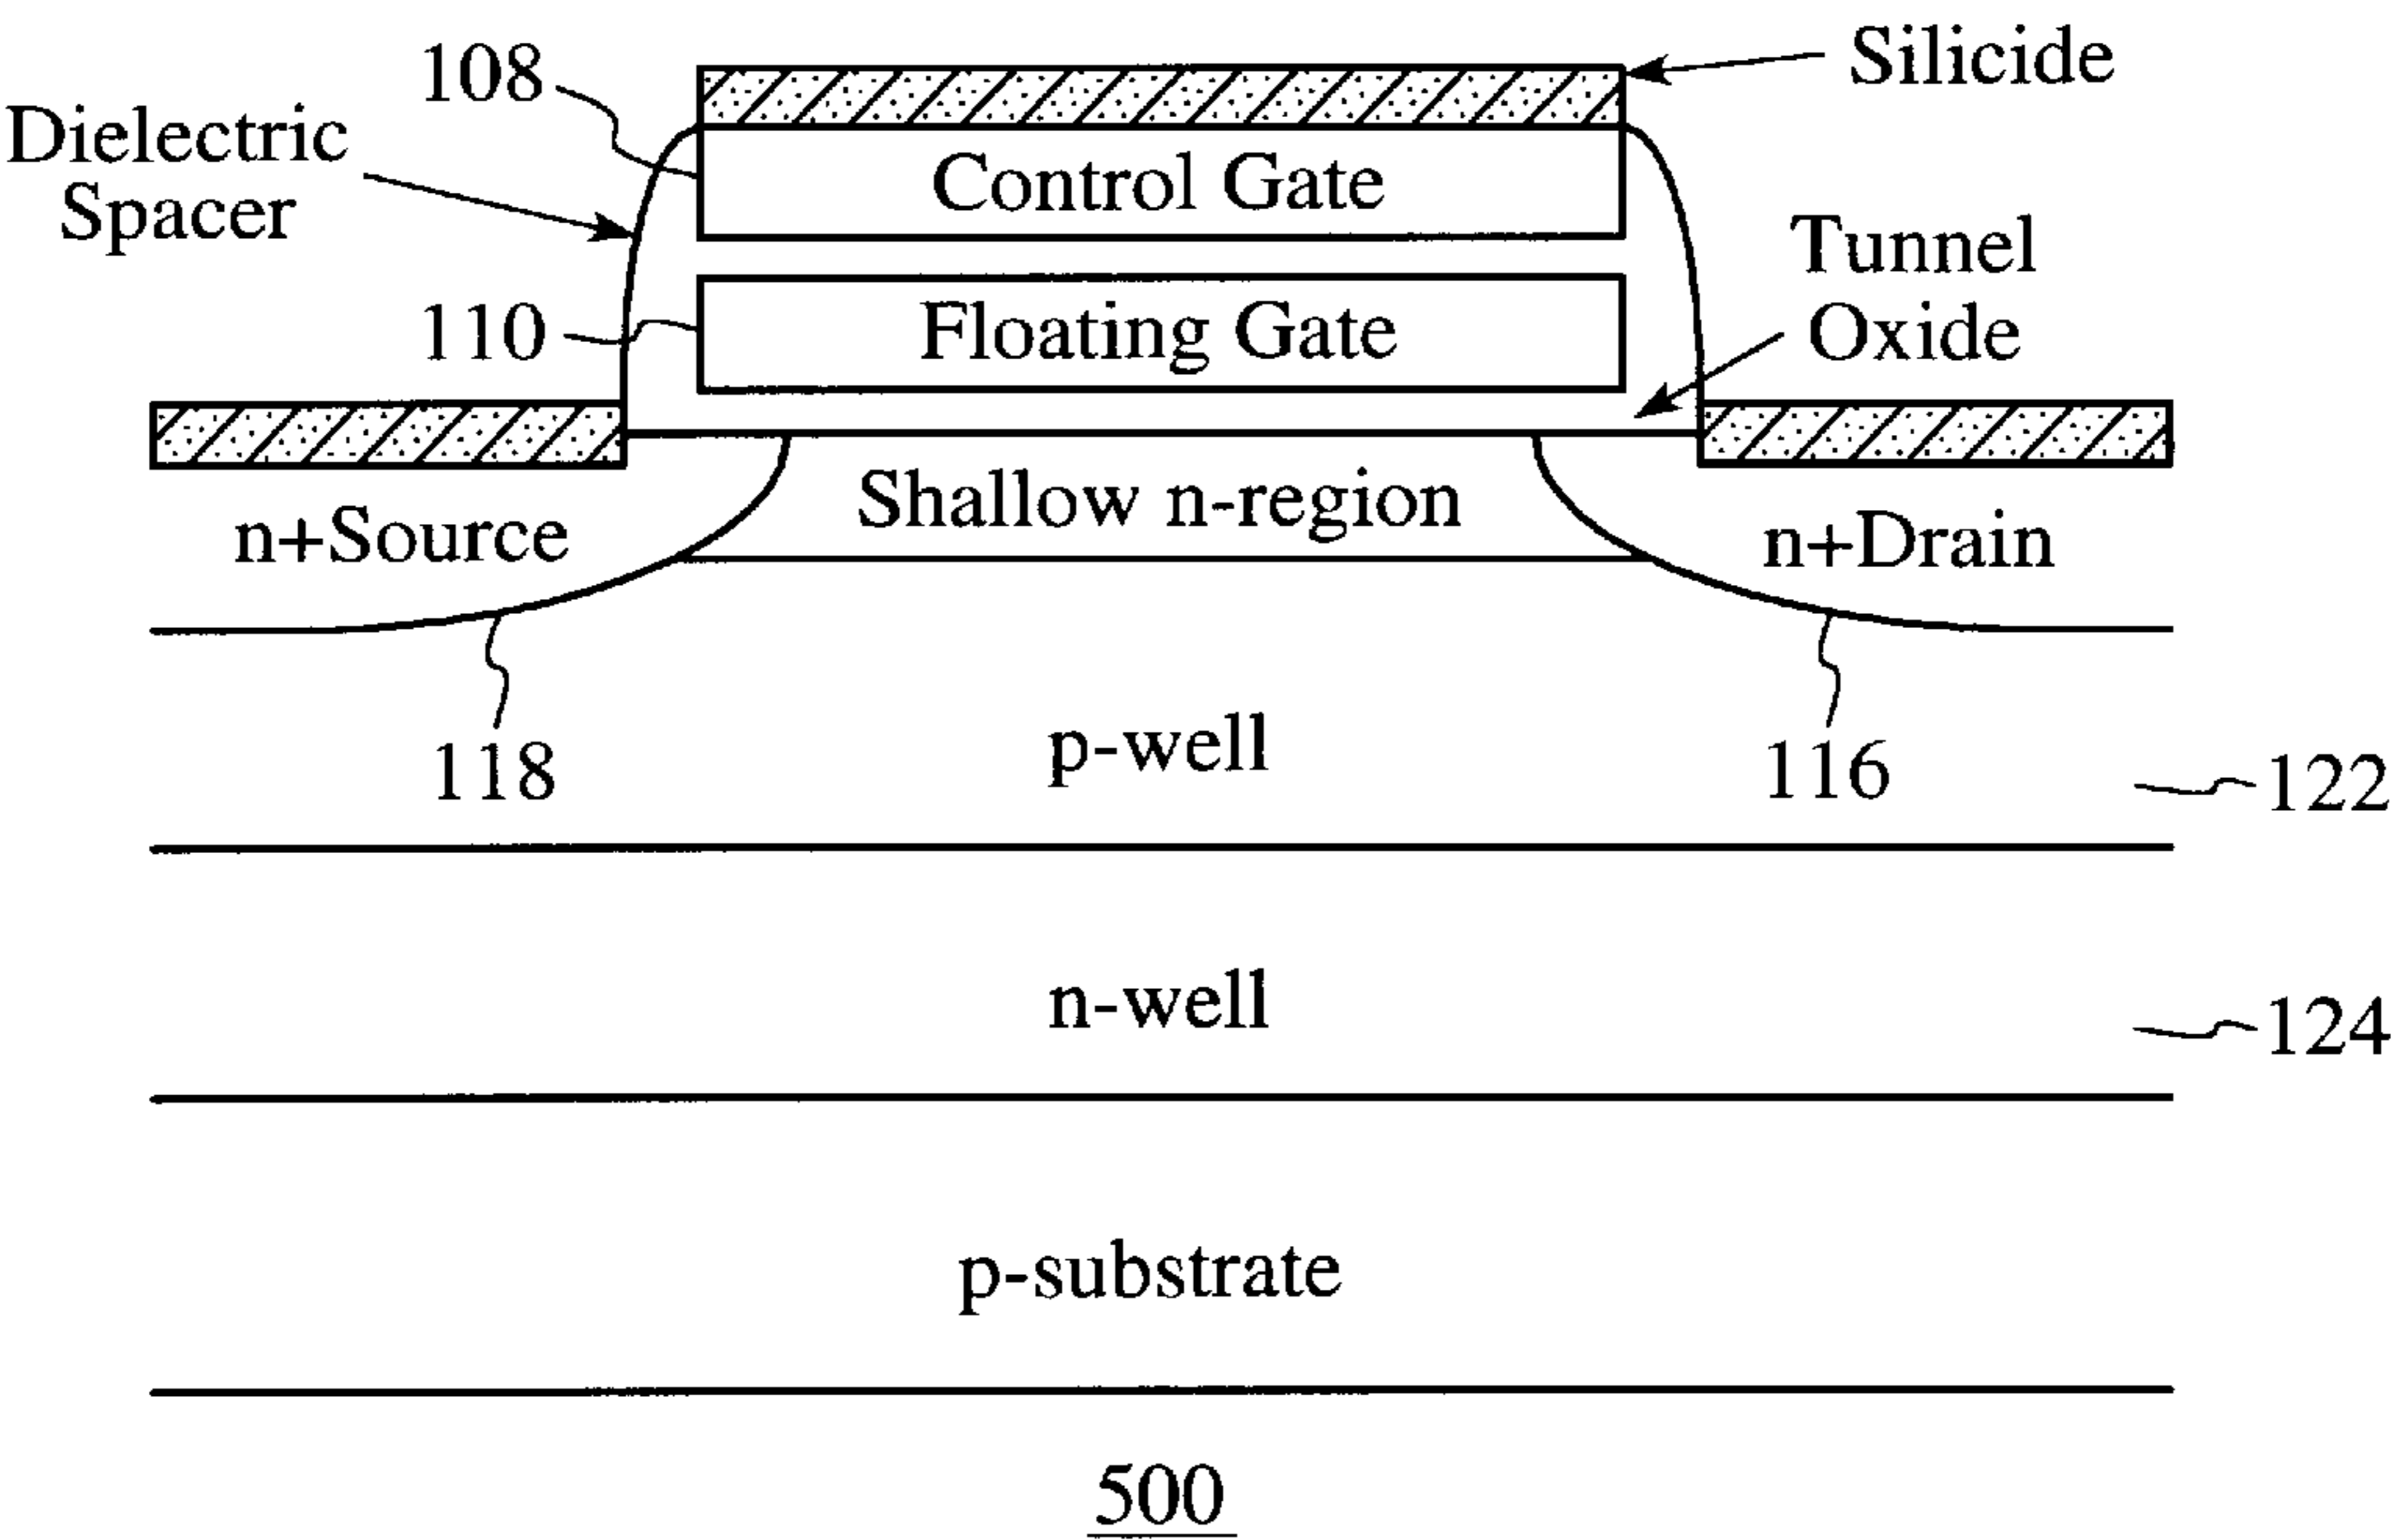 108
Silicide
Dielectric
Spacer
Control Gate
Tunnel
Oxide
110
Floating Gate
Shallow n-region
n+Source
n+Drain
118
p-well
116
122
n-well
124
p-substrate
500